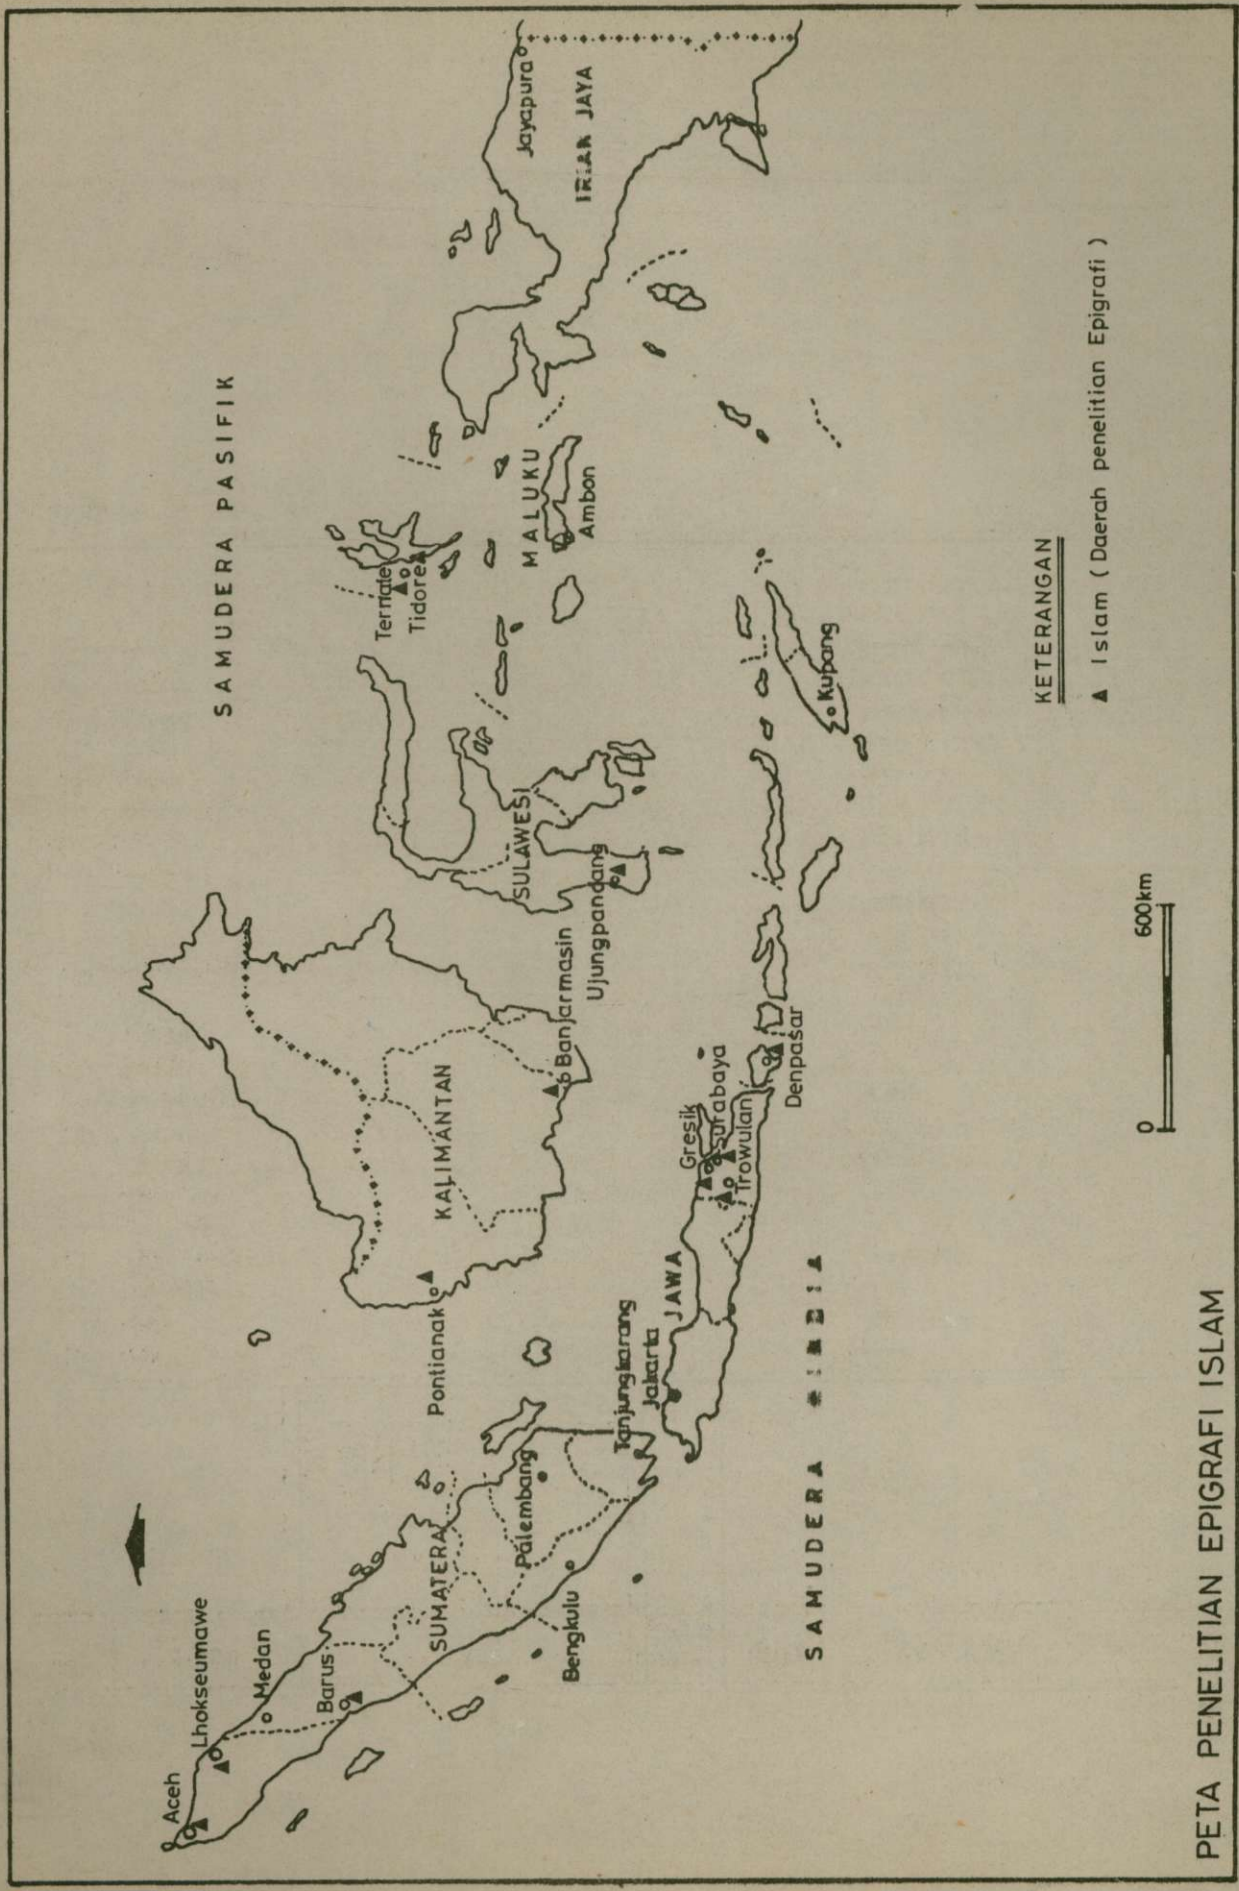 SAMUDERA PASIFIK
Aceh
Lhokseumawe
Medan
Barus
SUMATERA
Palembang
Bengkulu
Tanjungkarang
Jakarta
JAWA
Gresik
Surabaya
Trowulan
Denpasar
Pontianak
KALIMANTAN
Banjarmasin
Ujungpandang
SULAWESI
Ternate
Tidore
MALUKU
Ambon
Kupang
Jayapura
IRIAN JAYA
SAMUDERA HINDIA
KETERANGAN
▲ Islam ( Daerah penelitian Epigrafi )
0 600km
PETA PENELITIAN EPIGRAFI ISLAM